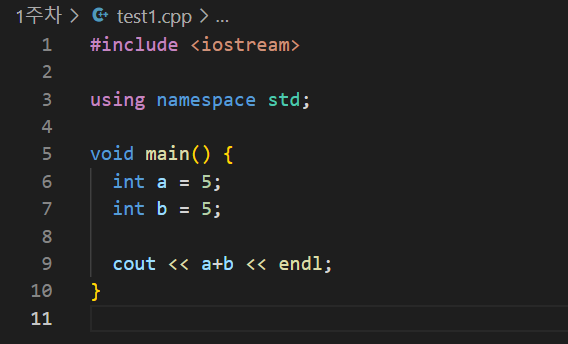 1주차 > test1.cpp > ...
1 #include <iostream>
2
3 using namespace std;
4
5 void main() {
6   int a = 5;
7   int b = 5;
8
9   cout << a+b << endl;
10 }
11